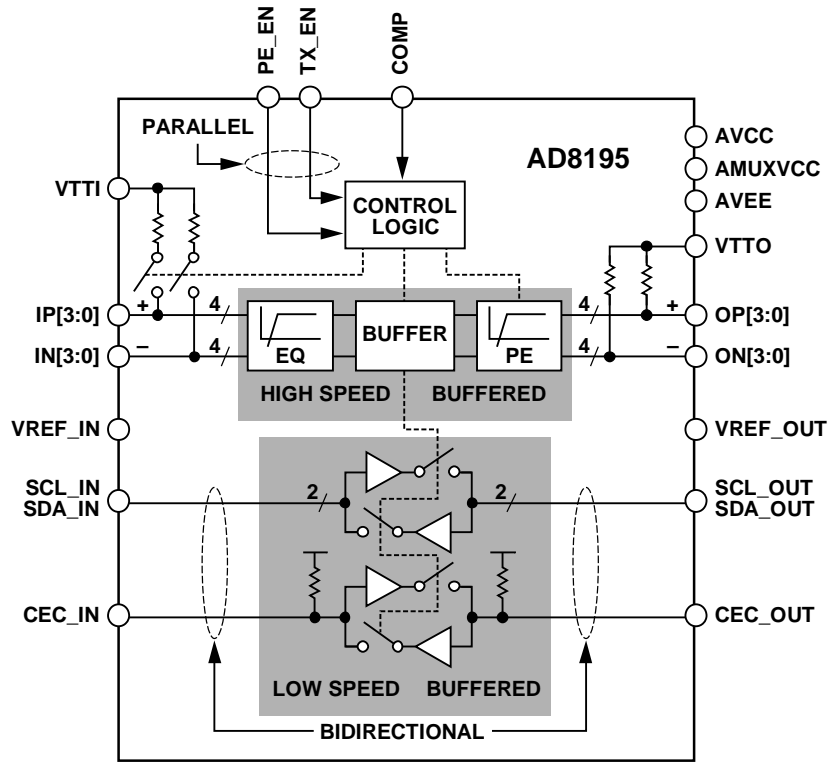 PE_EN
TX_EN
COMP
PARALLEL
AD8195
AVCC
AMUXVCC
AVEE
VTTI
CONTROL
LOGIC
VTTO
IP[3:0]
+
4
4
+
OP[3:0]
BUFFER
IN[3:0]
–
4
EQ
PE
4
–
ON[3:0]
HIGH SPEED
BUFFERED
VREF_IN
VREF_OUT
SCL_IN
SDA_IN
2
2
SCL_OUT
SDA_OUT
CEC_IN
CEC_OUT
LOW SPEED
BUFFERED
BIDIRECTIONAL